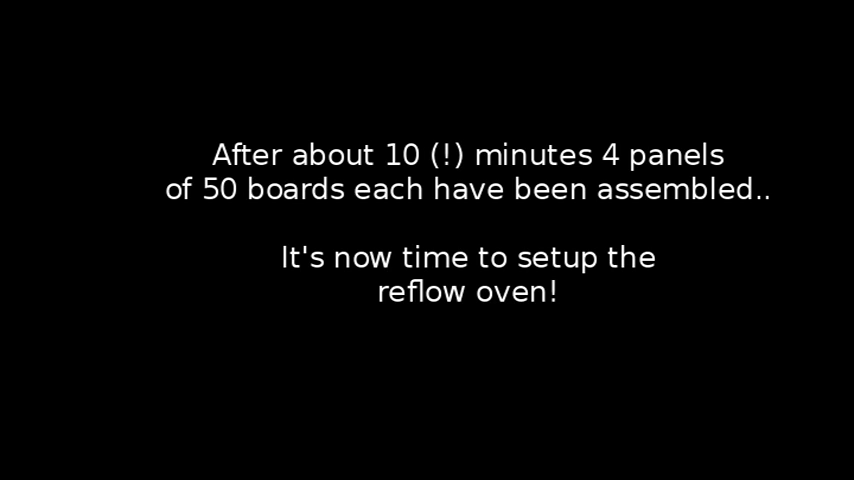 After about 10 (!) minutes 4 panels
of 50 boards each have been assembled..
It's now time to setup the
reflow oven!